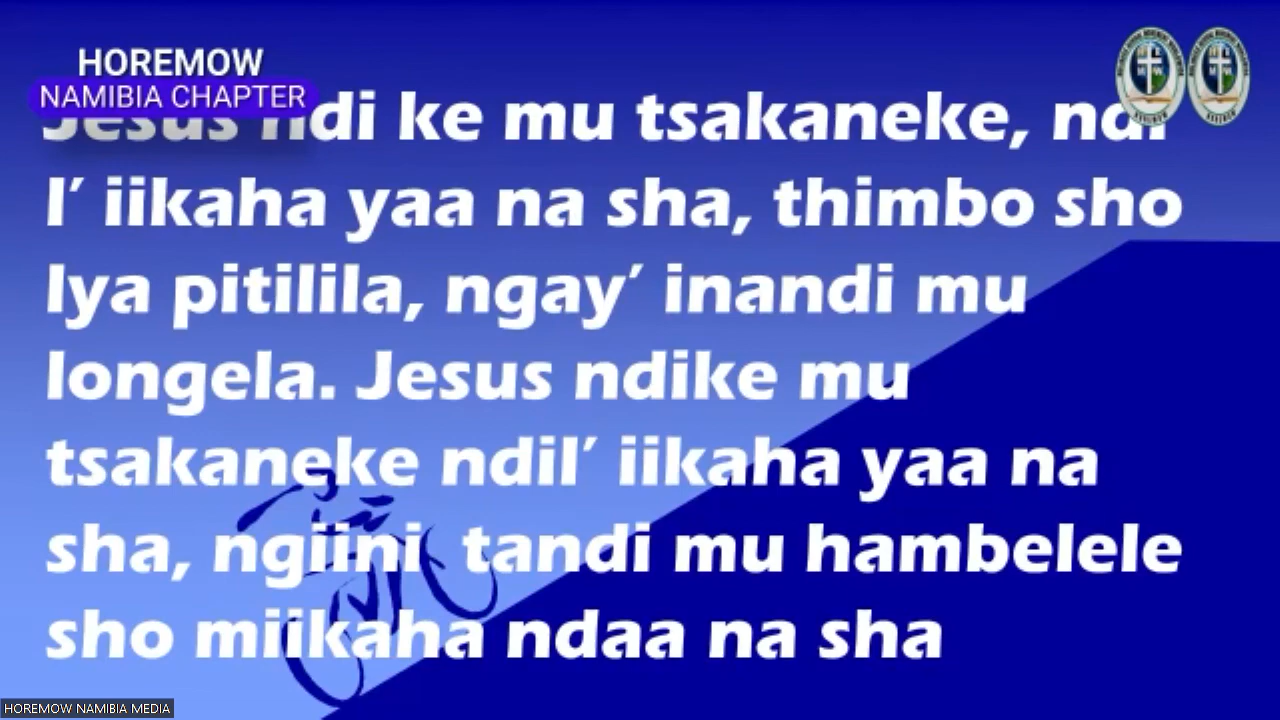 HOREMOW
NAMIBIA CHAPTER
Jesus ndi ke mu tsakaneke, ndi
l’ iikaha yaa na sha, thimbo sho
lya pitilila, ngay’ inandi mu
longela. Jesus ndike mu
tsakaneke ndil’ iikaha yaa na
sha, ngiini tandi mu hambelele
sho miikaha ndaa na sha
HOREMOW NAMIBIA MEDIA